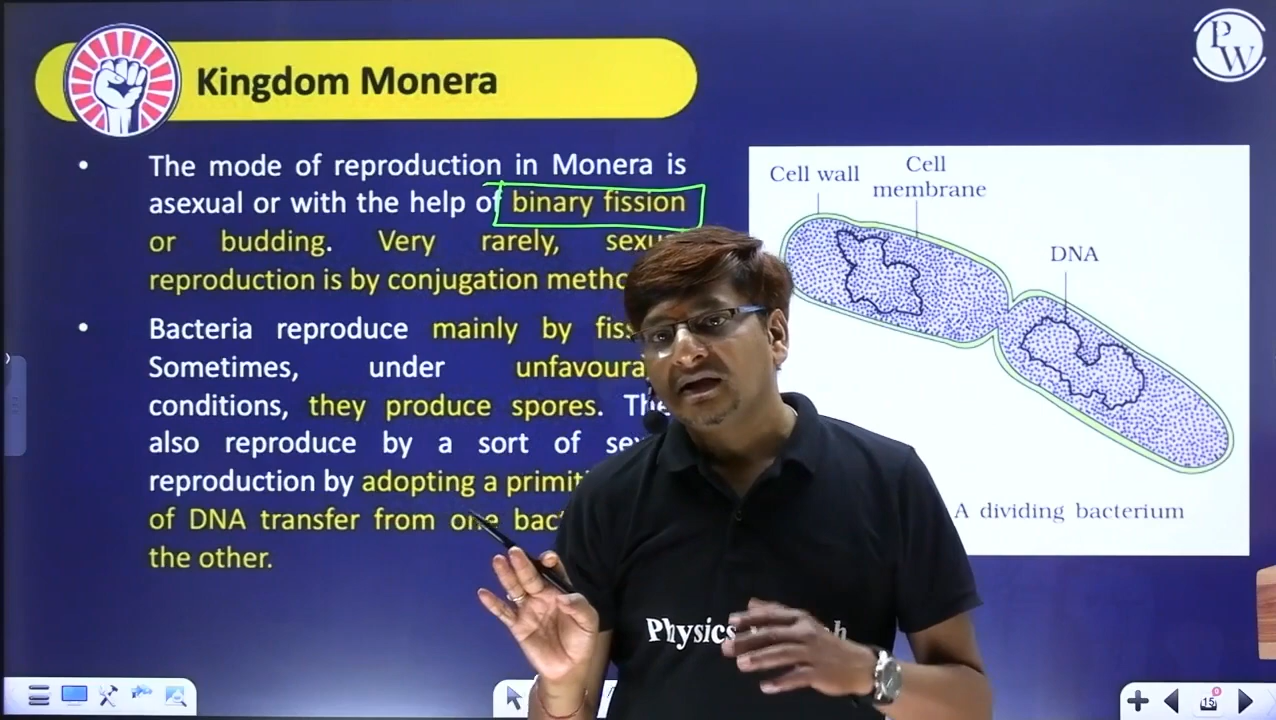 Kingdom Monera
P
W
• The mode of reproduction in Monera is
asexual or with the help of binary fission
or budding. Very rarely,
reproduction is by conjugation
• Bacteria reproduce mainly by
Sometimes, under
conditions, they produce spores.
also reproduce by a sort of
reproduction by adopting a
of DNA transfer from one
the other.
Cell wall
Cell
membrane
DNA
A dividing bacterium
Physics
15